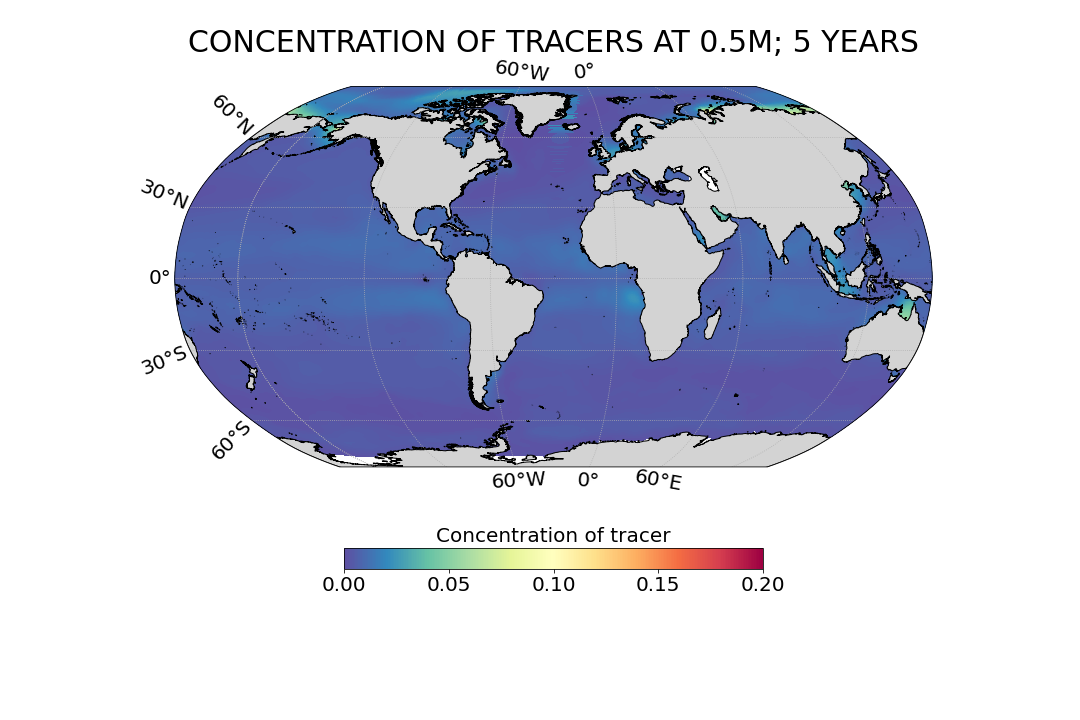 CONCENTRATION OF TRACERS AT 0.5M; 5 YEARS
60°W 0°
60°N
30°N
0°
30°S
60°S
60°W 0° 60°E
Concentration of tracer
0.00 0.05 0.10 0.15 0.20